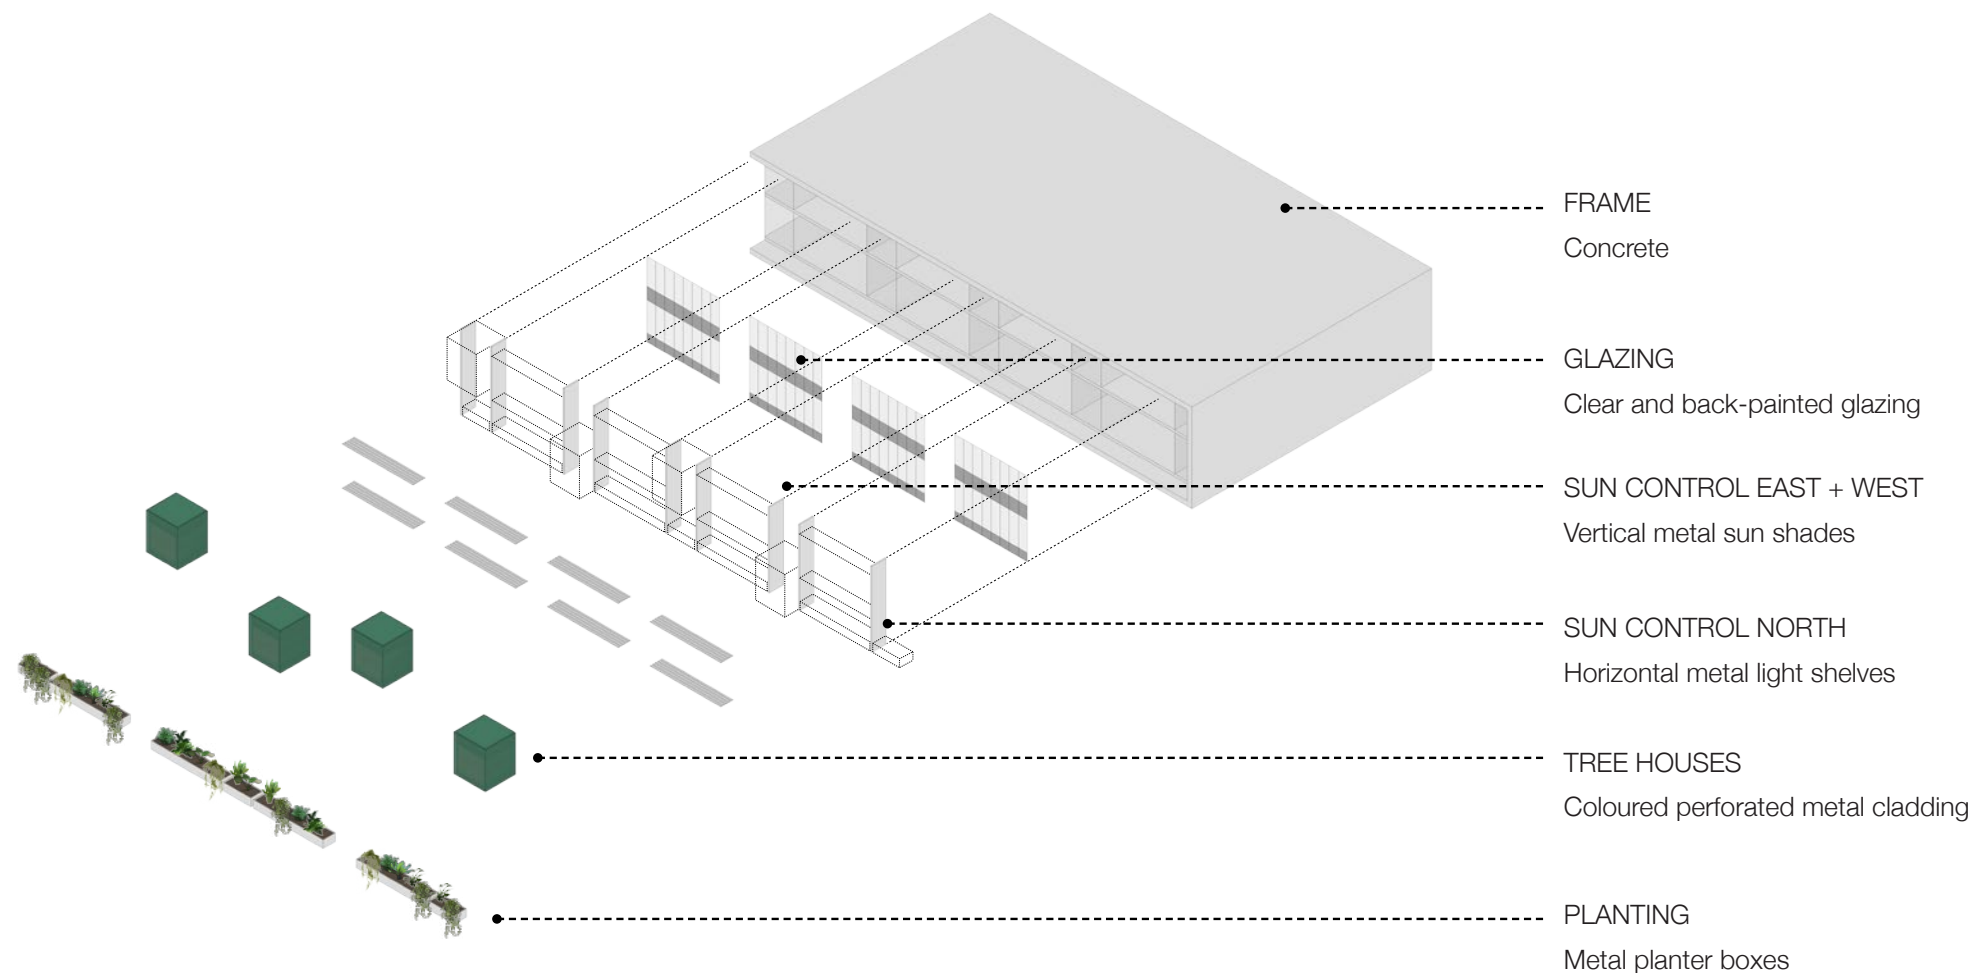 FRAME
Concrete
GLAZING
Clear and back-painted glazing
SUN CONTROL EAST + WEST
Vertical metal sun shades
SUN CONTROL NORTH
Horizontal metal light shelves
TREE HOUSES
Coloured perforated metal cladding
PLANTING
Metal planter boxes